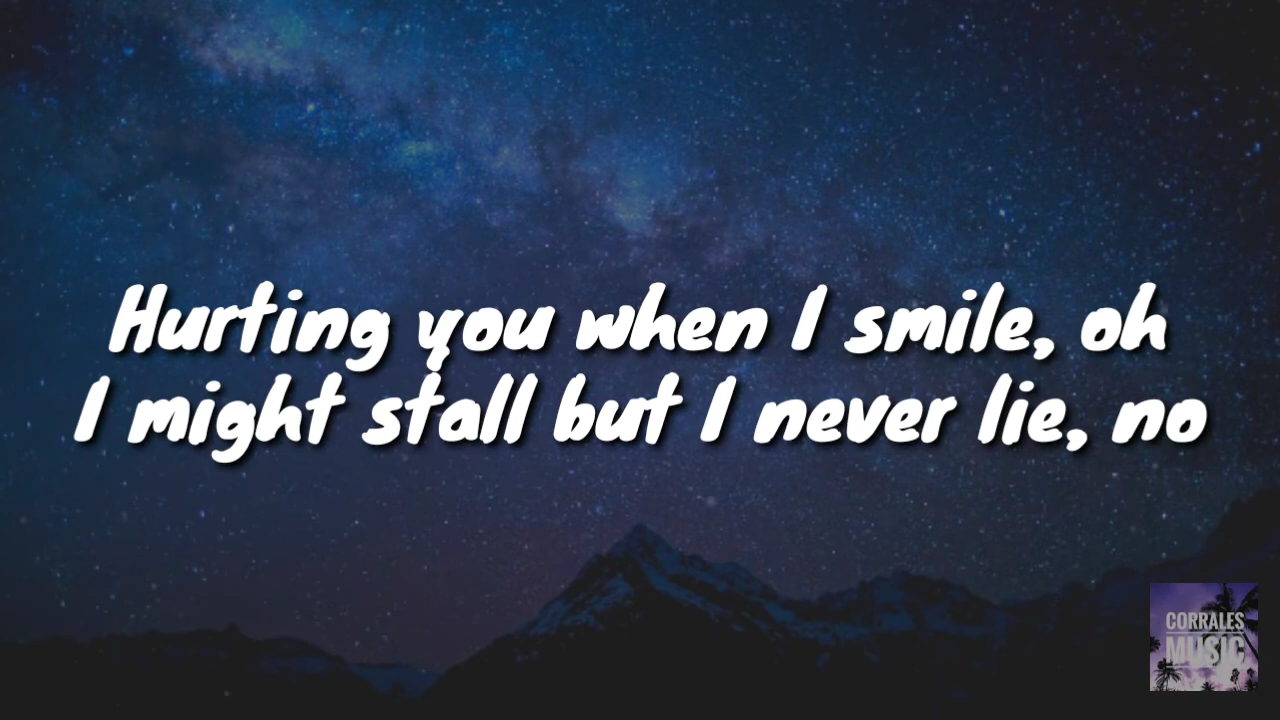 Hurting you when I smile, oh
I might stall but I never lie, no
CORRALES
MUSIC